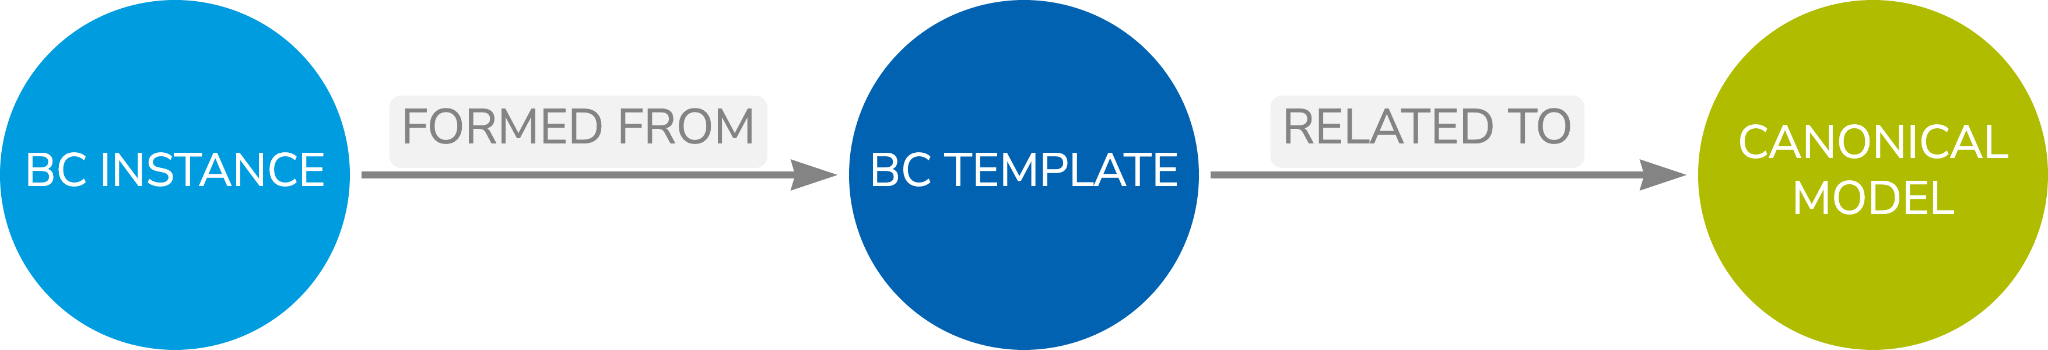 BC INSTANCE
FORMED FROM
BC TEMPLATE
RELATED TO
CANONICAL
MODEL